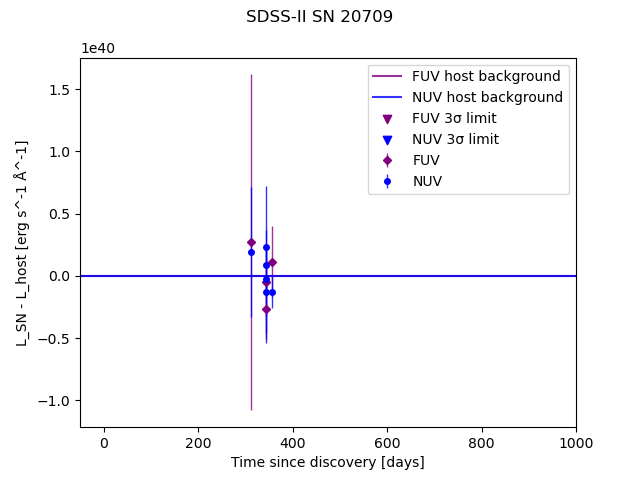 SDSS-II SN 20709
1e40
FUV host background
NUV host background
FUV 3σ limit
NUV 3σ limit
FUV
NUV
1.5
1.0
0.5
0.0
−0.5
−1.0
L_SN - L_host [erg s^-1 Å^-1]
0 200 400 600 800 1000
Time since discovery [days]